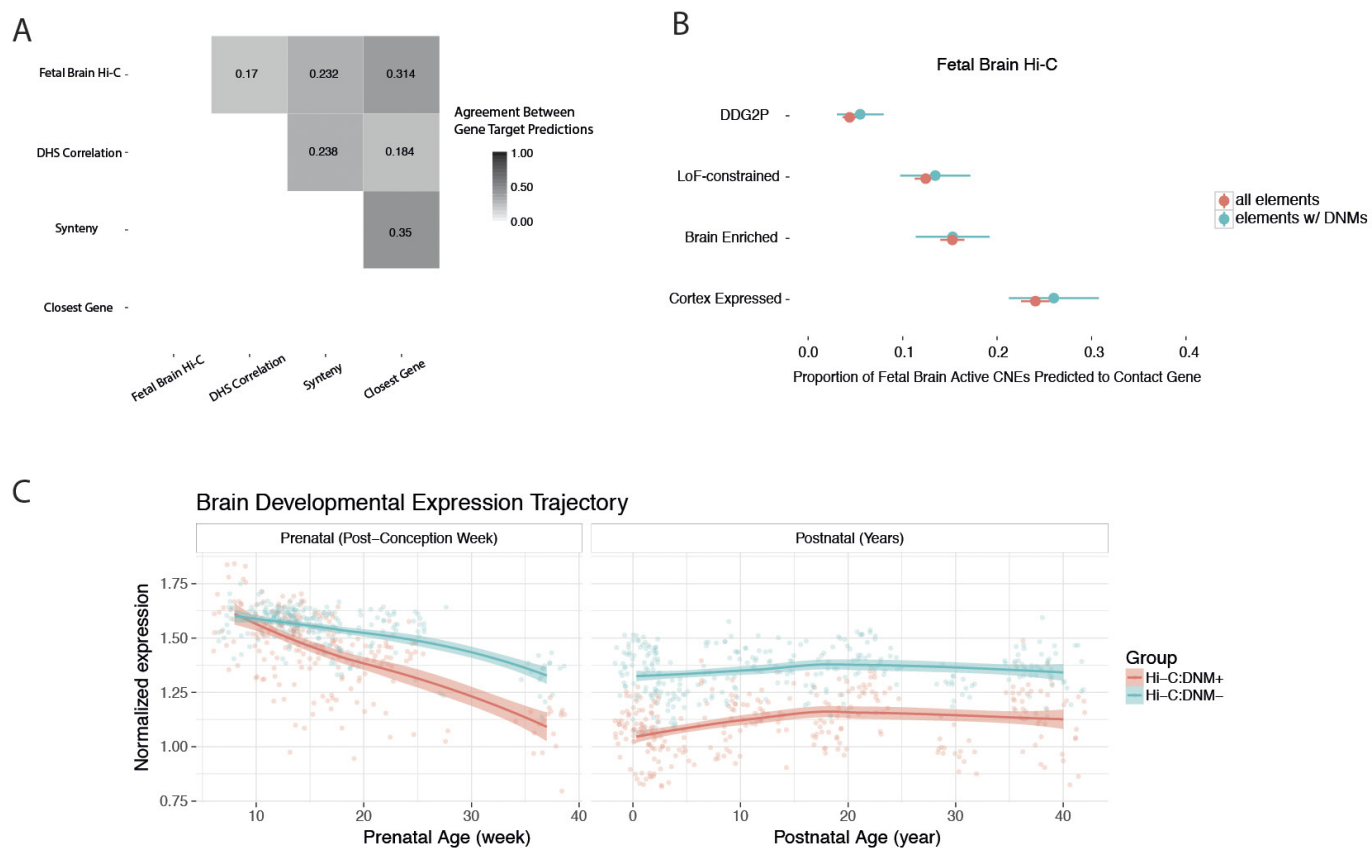 A
Fetal Brain Hi-C
0.17
0.232
0.314
DHS Correlation
0.238
0.184
Synteny
0.35
Closest Gene
Fetal Brain Hi-C
DHS Correlation
Synteny
Closest Gene
Agreement Between
Gene Target Predictions
1.00
0.50
0.00
B
Fetal Brain Hi-C
DDG2P
LoF-constrained
Brain Enriched
Cortex Expressed
0.0 0.1 0.2 0.3 0.4
Proportion of Fetal Brain Active CNEs Predicted to Contact Gene
all elements
elements w/ DNMs
C
Brain Developmental Expression Trajectory
Prenatal (Post−Conception Week)
Postnatal (Years)
Normalized expression
1.75
1.50
1.25
1.00
0.75
10 20 30 40
Prenatal Age (week)
0 10 20 30 40
Postnatal Age (year)
Group
Hi−C:DNM+
Hi−C:DNM−